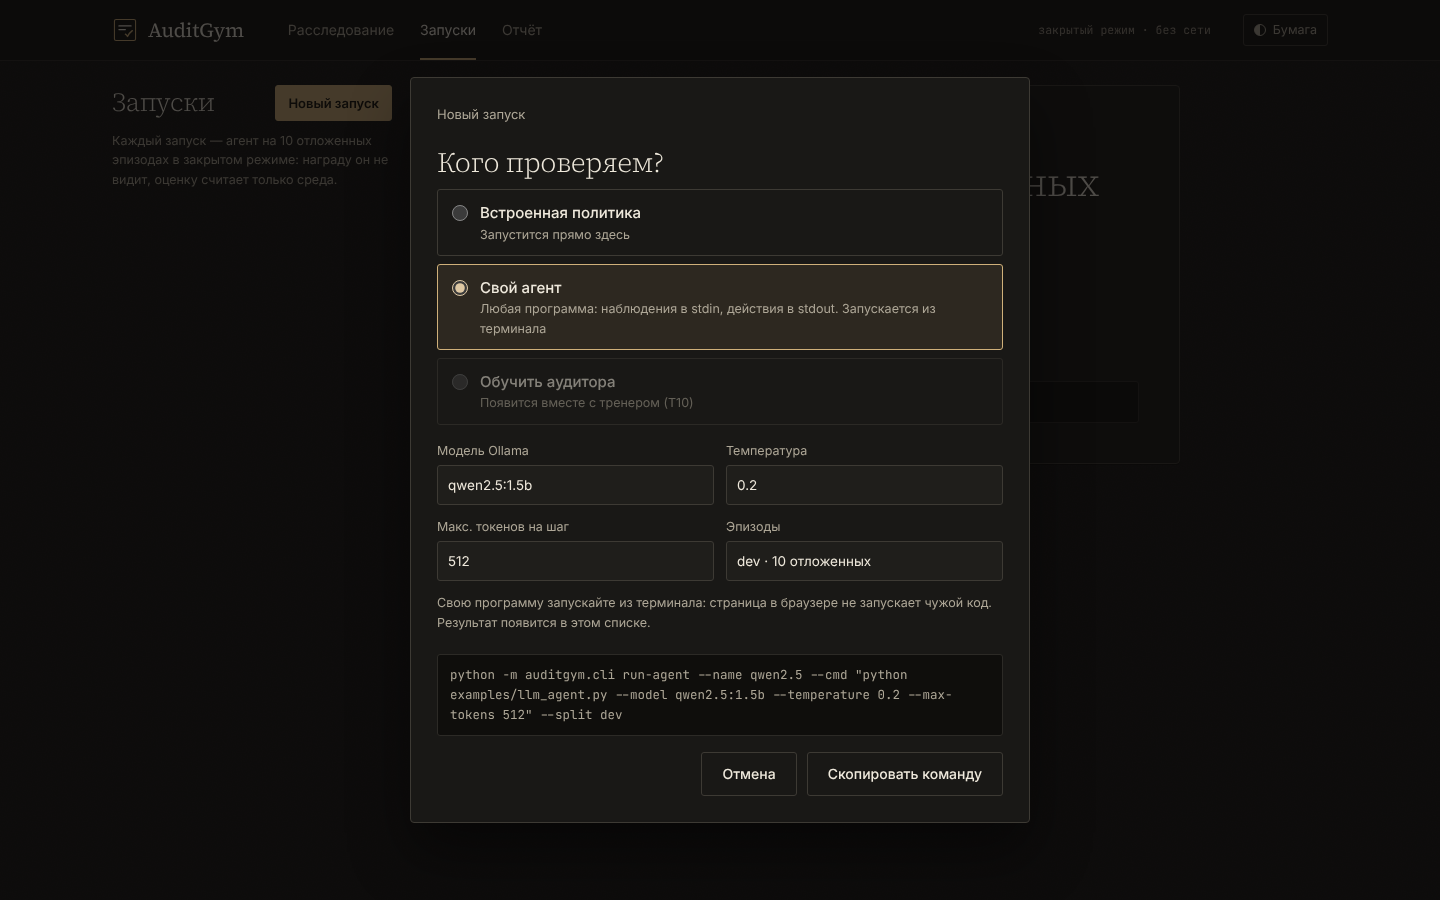 AuditGym
Расследование
Запуски
Отчёт
закрытый режим · без сети
Бумага
Запуски
Новый запуск
Каждый запуск — агент на 10 отложенных
эпизодах в закрытом режиме: награду он не
видит, оценку считает только среда.
ных
Новый запуск
Кого проверяем?
Встроенная политика
Запустится прямо здесь
Свой агент
Любая программа: наблюдения в stdin, действия в stdout. Запускается из
терминала
Обучить аудитора
Появится вместе с тренером (T10)
Модель Ollama
Температура
qwen2.5:1.5b
0.2
Макс. токенов на шаг
Эпизоды
512
dev · 10 отложенных
Свою программу запускайте из терминала: страница в браузере не запускает чужой код.
Результат появится в этом списке.
python -m auditgym.cli run-agent --name qwen2.5 --cmd "python
examples/llm_agent.py --model qwen2.5:1.5b --temperature 0.2 --max-
tokens 512" --split dev
Отмена
Скопировать команду